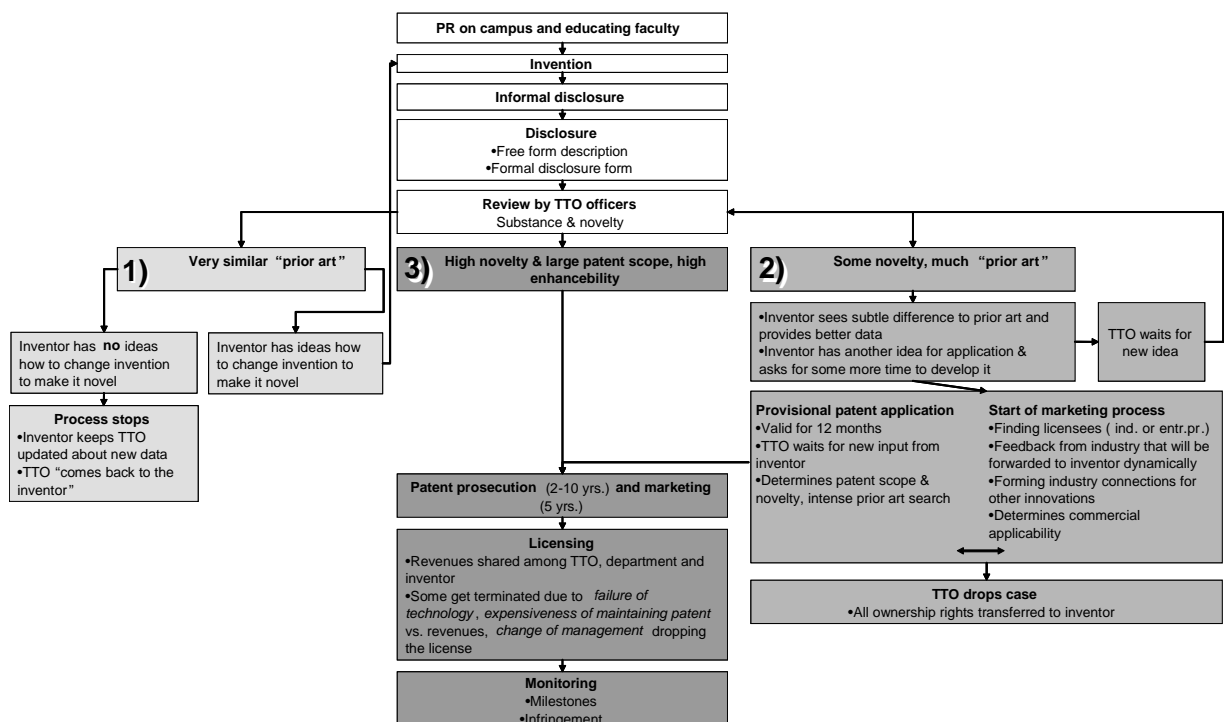 PR on campus and educating faculty
Invention
Informal disclosure
Disclosure
•Free form description
•Formal disclosure form
Review by TTO officers
Substance & novelty
1)
Very similar “prior art”
3)
High novelty & large patent scope, high
enhancebility
2)
Some novelty, much “prior art”
Inventor has no ideas
how to change invention
to make it novel
Inventor has ideas how
to change invention to
make it novel
•Inventor sees subtle difference to prior art and
provides better data
•Inventor has another idea for application &
asks for some more time to develop it
TTO waits for
new idea
Process stops
•Inventor keeps TTO
updated about new data
•TTO “comes back to the
inventor”
Provisional patent application
•Valid for 12 months
•TTO waits for new input from
inventor
•Determines patent scope &
novelty, intense prior art search
Start of marketing process
•Finding licensees ( ind. or entr.pr.)
•Feedback from industry that will be
forwarded to inventor dynamically
•Forming industry connections for
other innovations
•Determines commercial
applicability
Patent prosecution (2-10 yrs.) and marketing
(5 yrs.)
Licensing
•Revenues shared among TTO, department and
inventor
•Some get terminated due to failure of
technology, expensiveness of maintaining patent
vs. revenues, change of management dropping
the license
TTO drops case
•All ownership rights transferred to inventor
Monitoring
•Milestones
•Infringement